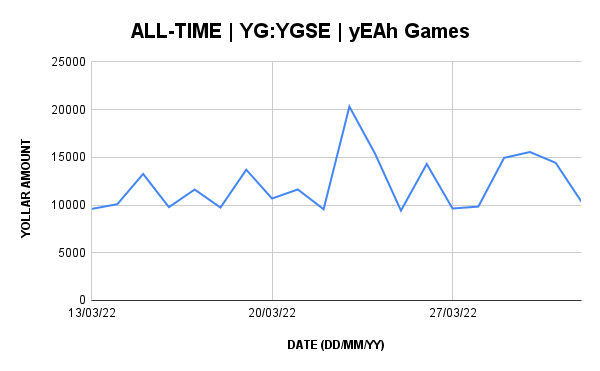 ALL-TIME | YG:YGSE | yEAh Games
25000
20000
15000
10000
5000
0
YOLLAR AMOUNT
13/03/22 20/03/22 27/03/22
DATE (DD/MM/YY)